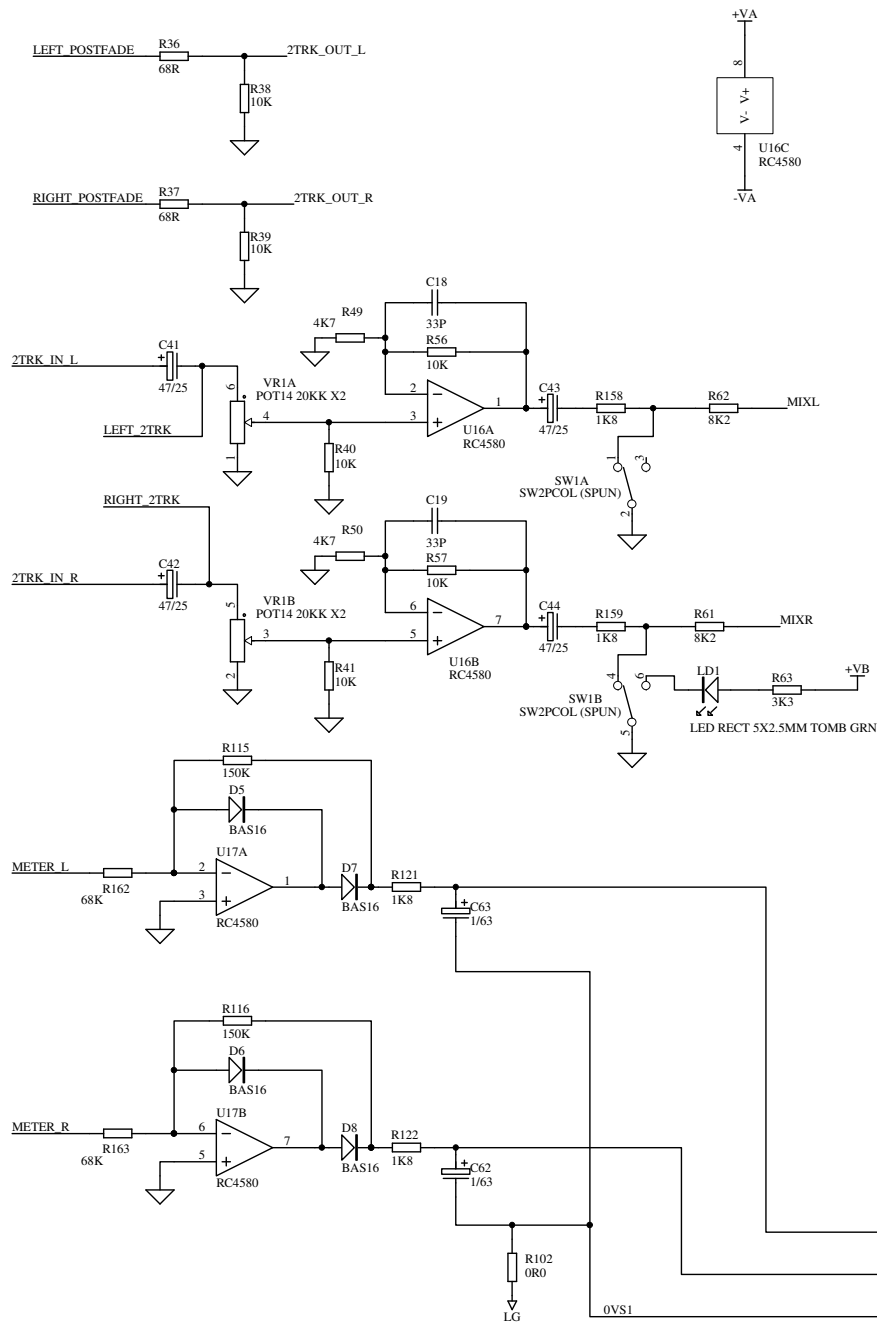 +VA
8
V- V+
4
U16C
RC4580
-VA
LEFT_POSTFADE
R36
68R
2TRK_OUT_L
R38
10K
RIGHT_POSTFADE
R37
68R
2TRK_OUT_R
R39
10K
C18
33P
R49
4K7
R56
10K
2TRK_IN_L
C41
+
47/25
6
VR1A
POT14 20KK X2
4
1
LEFT_2TRK
R40
10K
2
3
1
U16A
RC4580
C43
+
47/25
R158
1K8
R62
8K2
MIXL
1
3
SW1A
SW2PCOL (SPUN)
2
RIGHT_2TRK
C19
33P
R50
4K7
R57
10K
2TRK_IN_R
C42
+
47/25
5
VR1B
POT14 20KK X2
3
2
R41
10K
6
5
7
U16B
RC4580
C44
+
47/25
R159
1K8
R61
8K2
MIXR
4
6
SW1B
SW2PCOL (SPUN)
5
LD1
R63
3K3
+VB
LED RECT 5X2.5MM TOMB GRN
R115
150K
D5
BAS16
METER_L
68K
R162
U17A
2
3
1
RC4580
D7
BAS16
R121
1K8
+
C63
1/63
R116
150K
D6
BAS16
METER_R
68K
R163
U17B
6
5
7
RC4580
D8
BAS16
R122
1K8
+
C62
1/63
R102
0R0
LG
0VS1